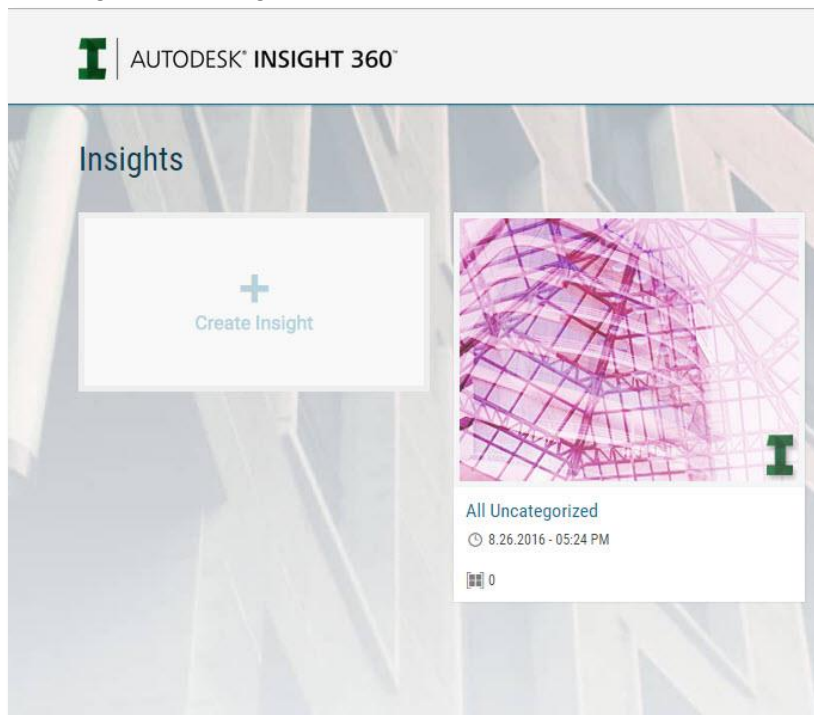 AUTODESK® INSIGHT 360™
Insights
Create Insight
All Uncategorized
8.26.2016 - 05:24 PM
0